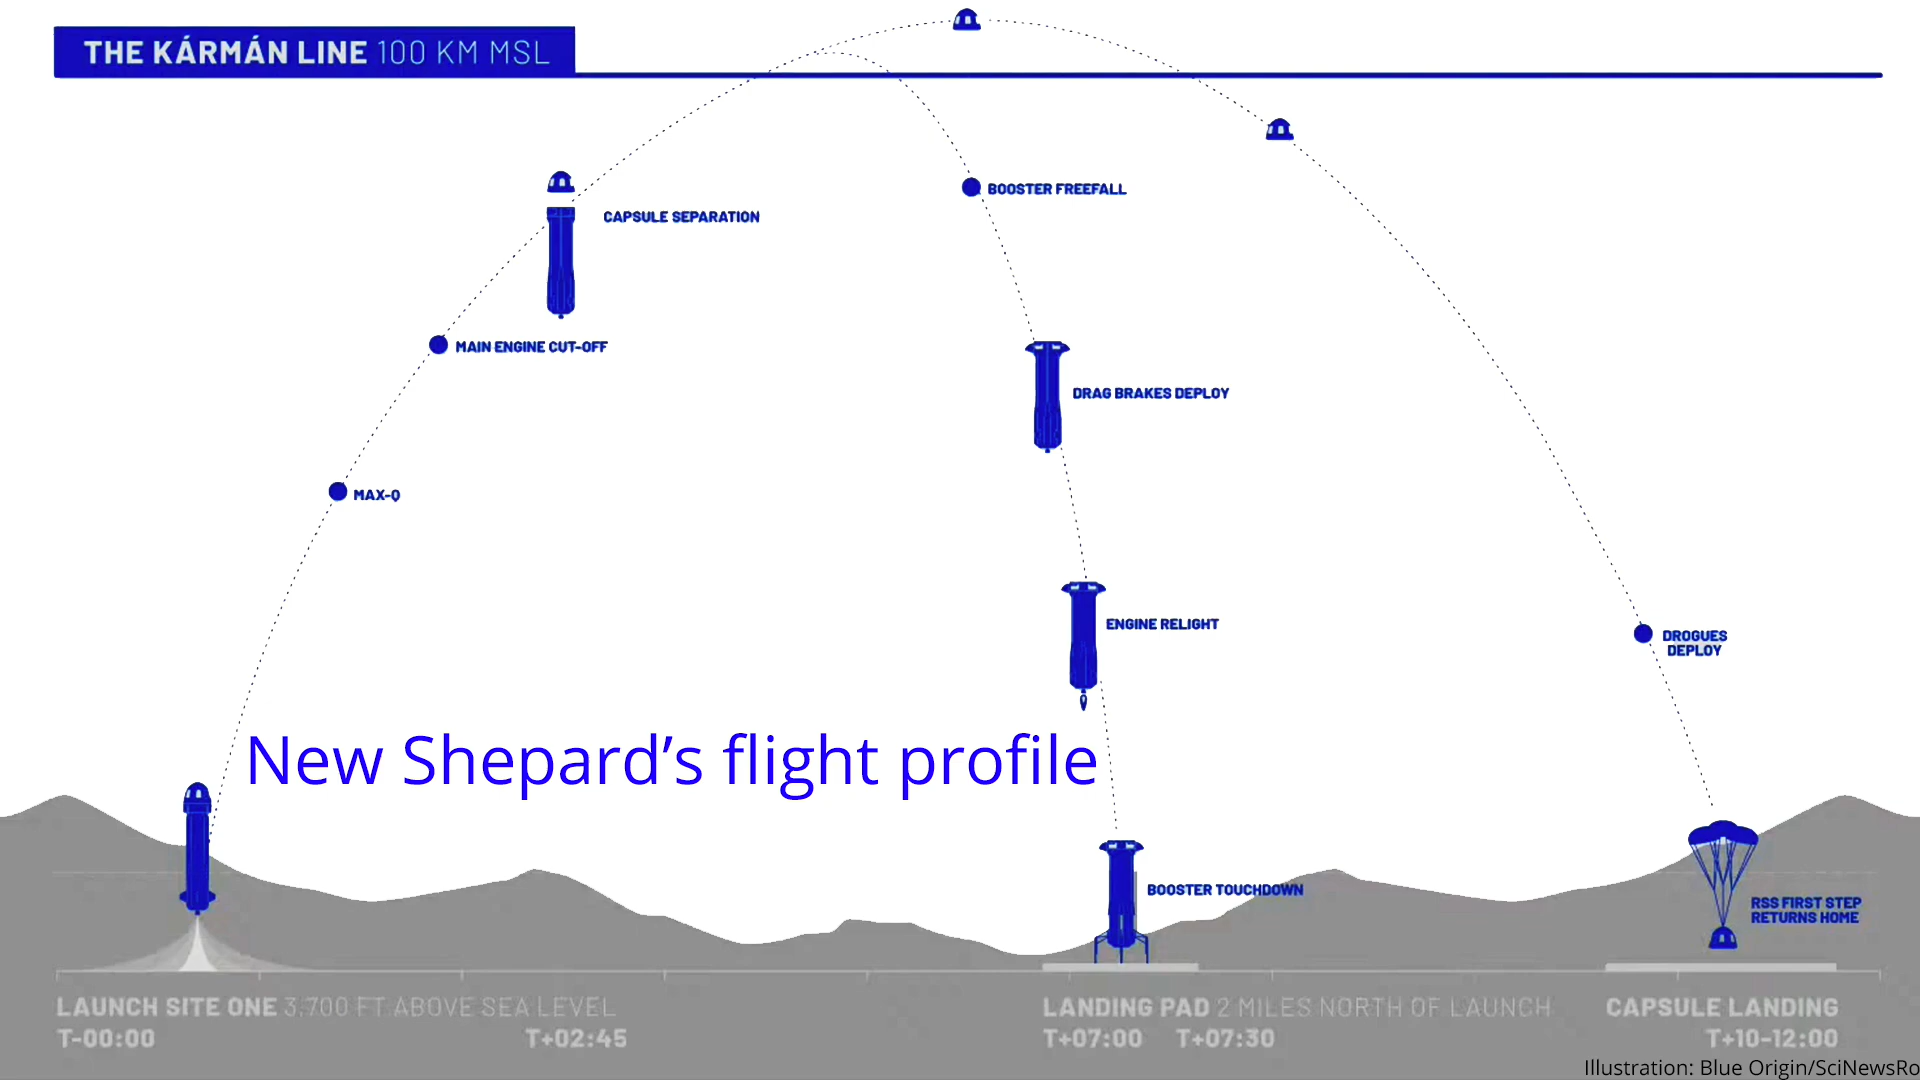 THE KÁRMÁN LINE 100 KM MSL
BOOSTER FREEFALL
CAPSULE SEPARATION
MAIN ENGINE CUT-OFF
DRAG BRAKES DEPLOY
MAX-Q
ENGINE RELIGHT
DROGUES
DEPLOY
New Shepard’s flight profile
BOOSTER TOUCHDOWN
RSS FIRST STEP
RETURNS HOME
LAUNCH SITE ONE 3,700 FT ABOVE SEA LEVEL
T-00:00
T+02:45
LANDING PAD 2 MILES NORTH OF LAUNCH
T+07:00 T+07:30
CAPSULE LANDING
T+10-12:00
Illustration: Blue Origin/SciNewsRo